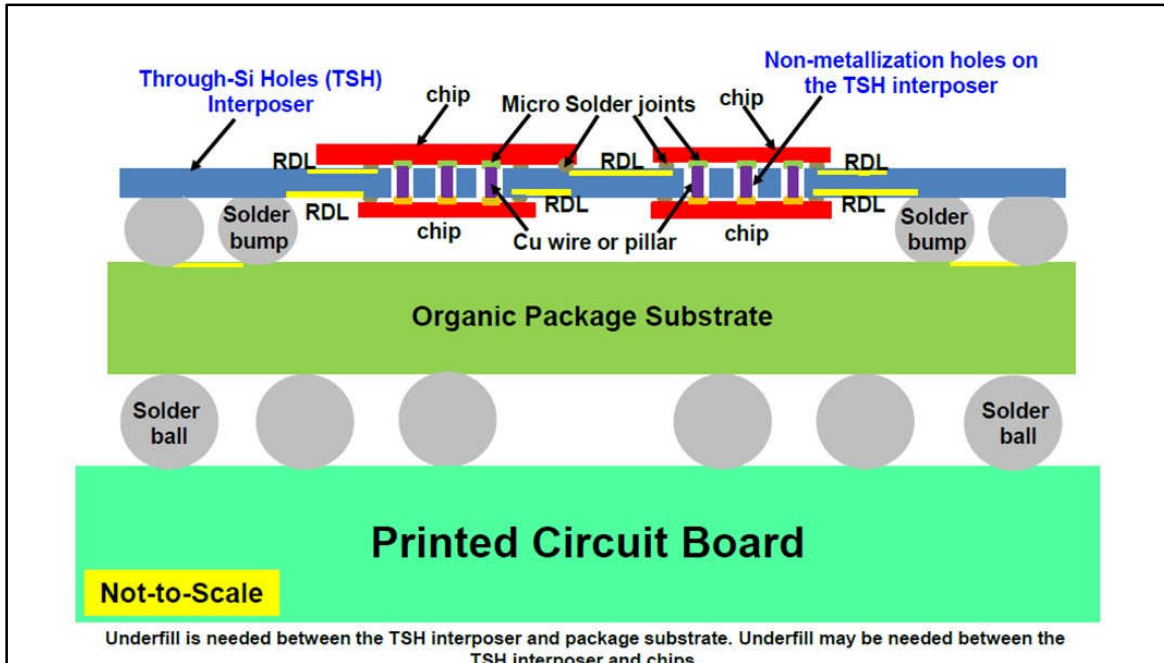 Through-Si Holes (TSH)
Interposer
chip
Micro Solder joints
chip
Non-metallization holes on
the TSH interposer
RDL
RDL
RDL
RDL
RDL
RDL
Solder
bump
chip
Cu wire or pillar
chip
Solder
bump
Organic Package Substrate
Solder
ball
Solder
ball
Printed Circuit Board
Not-to-Scale
Underfill is needed between the TSH interposer and package substrate. Underfill may be needed between the
TSH interposer and chips